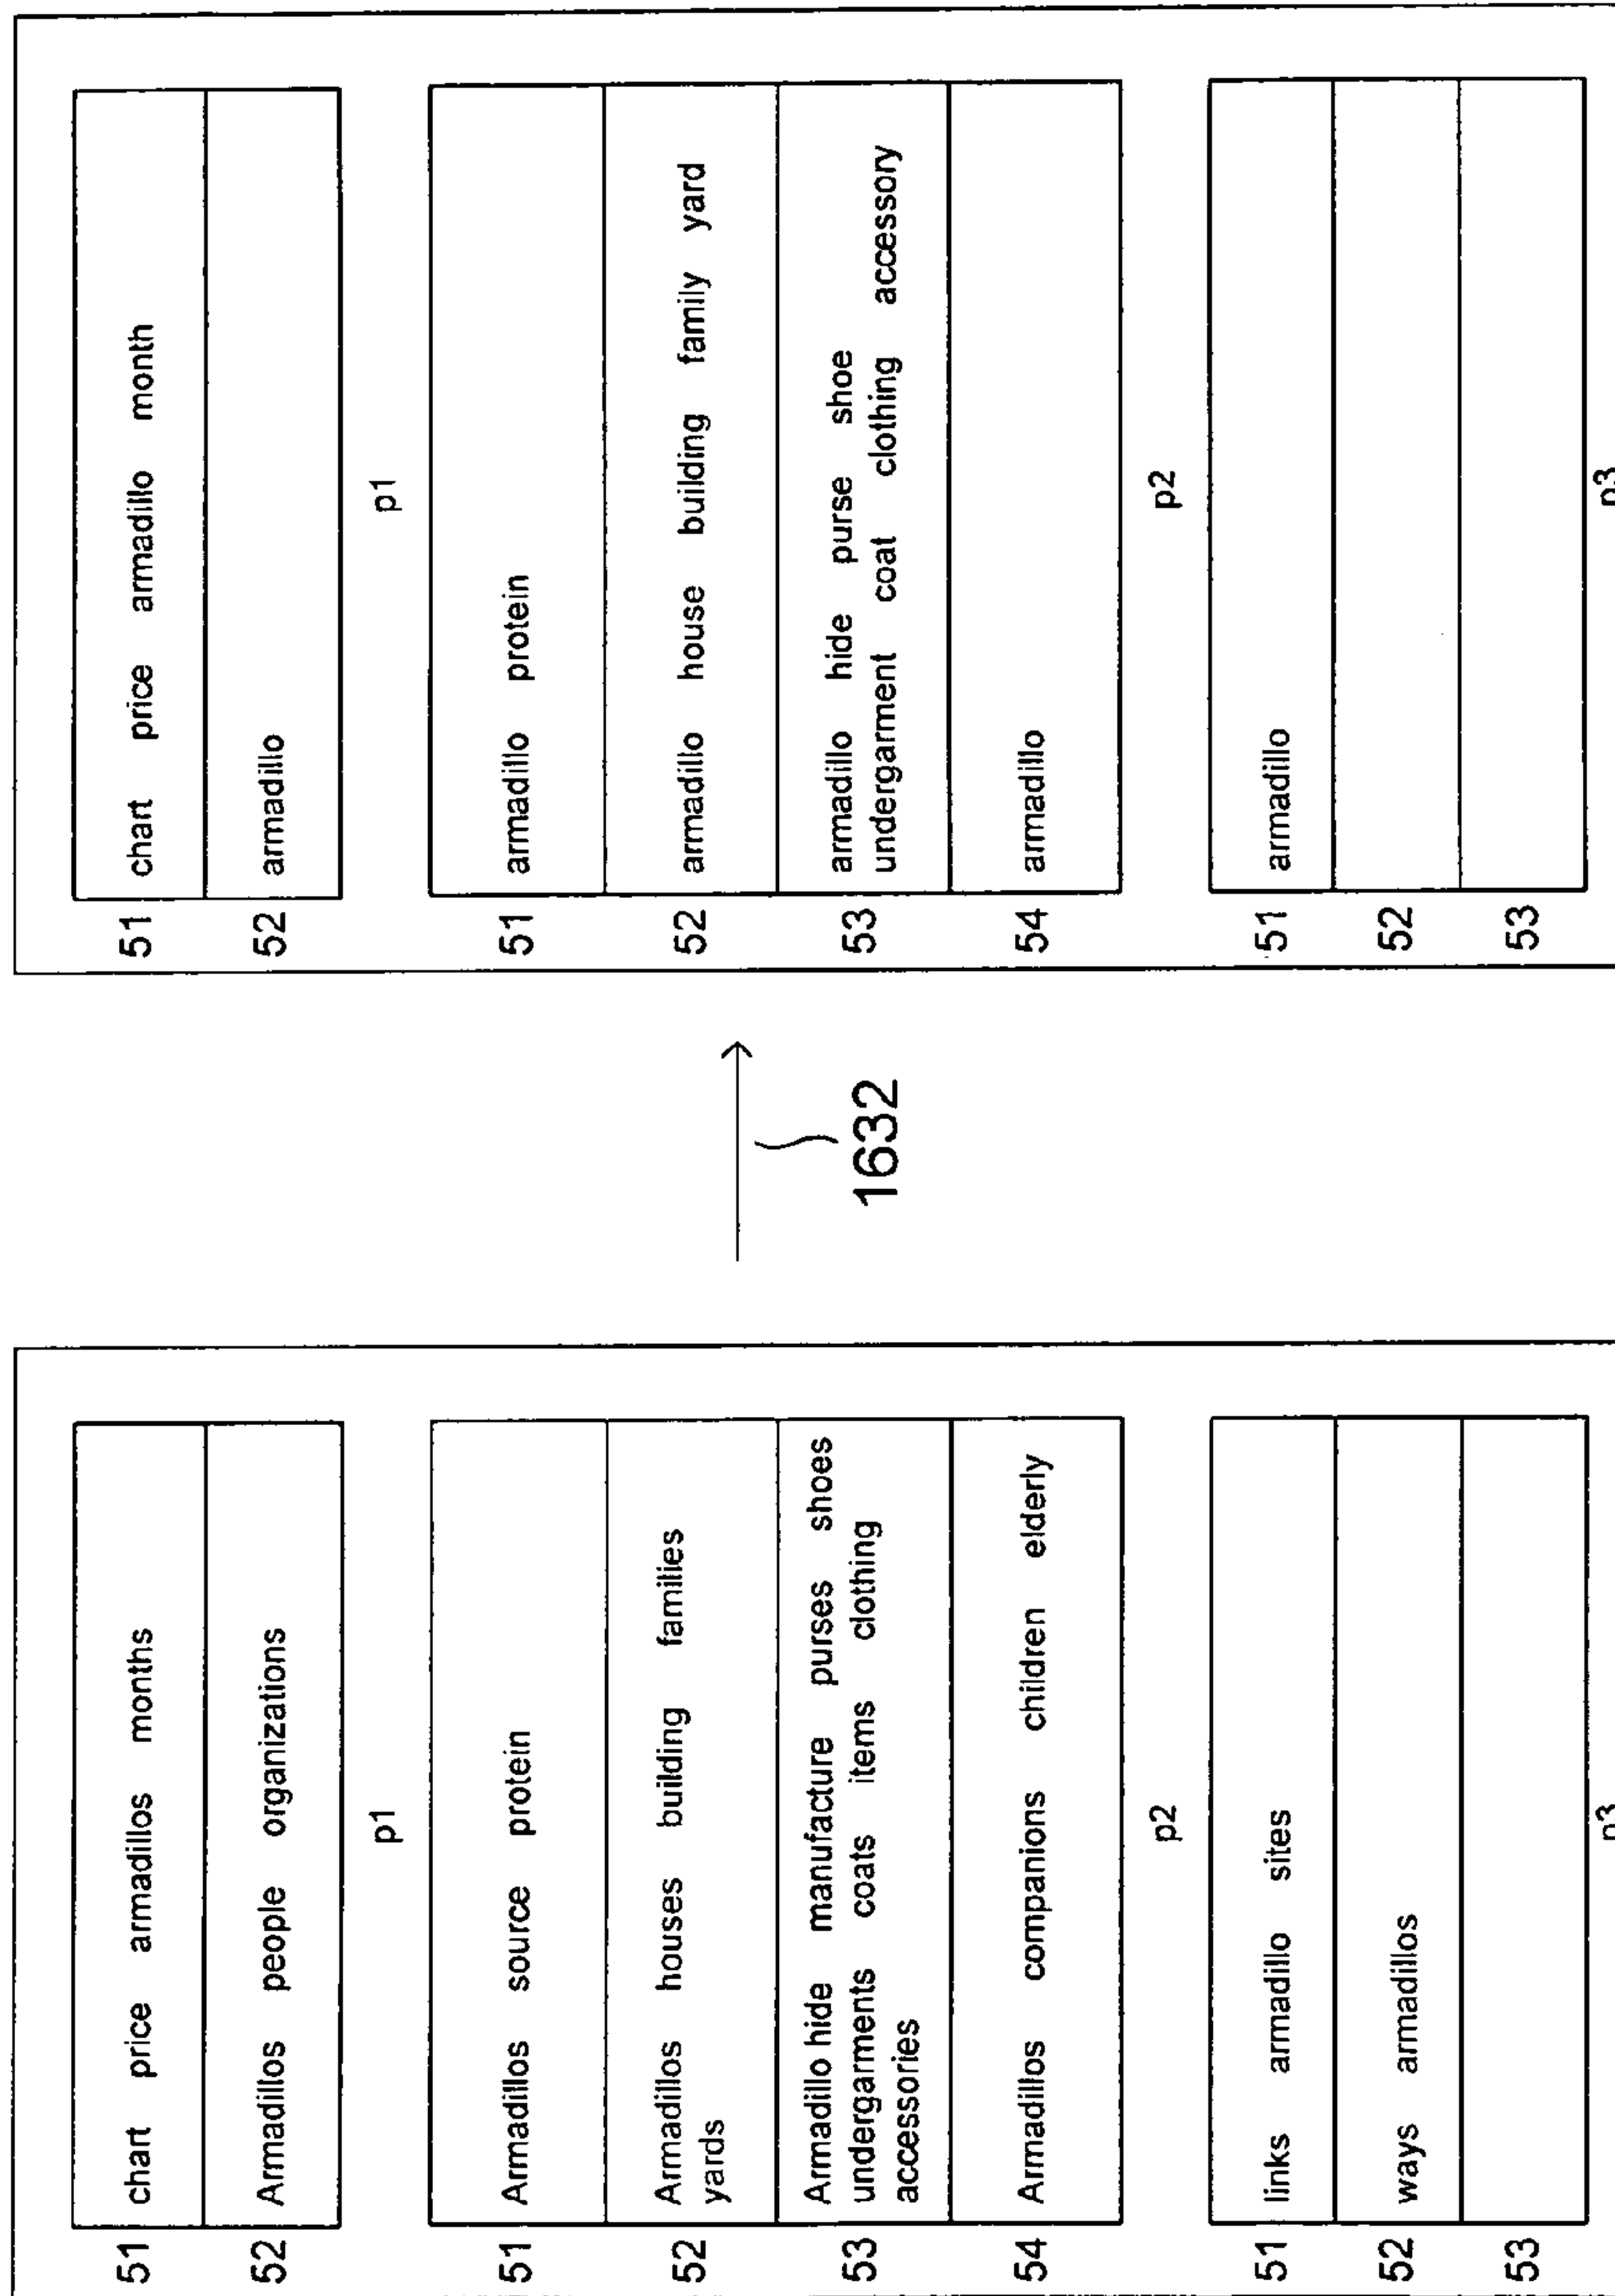 51 chart price armadillos months
52 Armadillos people organizations
p1
51 Armadillos source protein
52 Armadillos houses building families
yards
53 Armadillo hide manufacture purses shoes
undergarments coats items clothing
accessories
54 Armadillos companions children elderly
p2
51 links armadillo sites
52 ways armadillos
53
p3
1632
51 chart price armadillo month
52 armadillo
p1
51 armadillo protein
52 armadillo house building family yard
53 armadillo hide purse shoe
undergarment coat clothing accessory
54 armadillo
p2
51 armadillo
52
53
p3